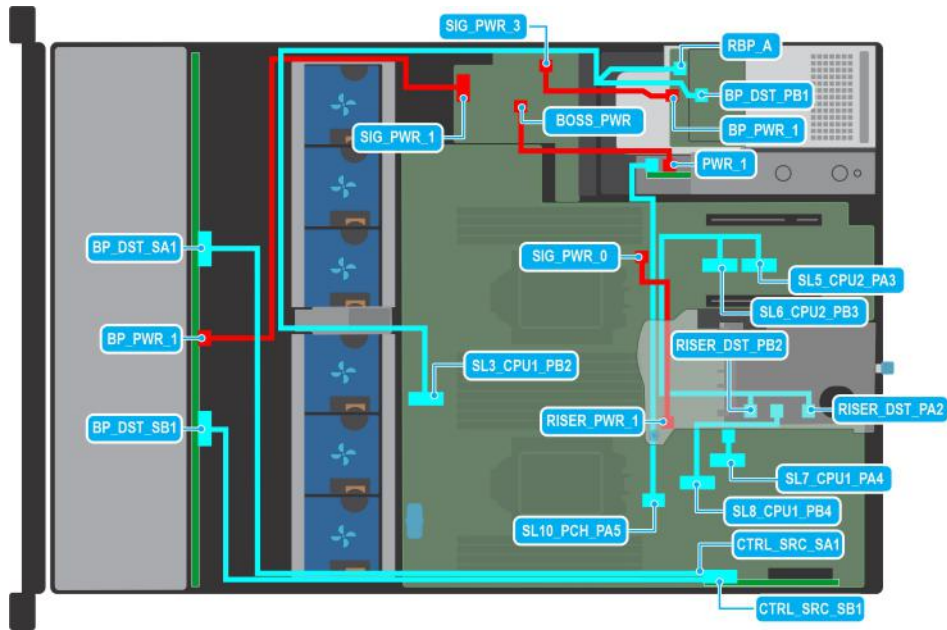 SIG_PWR_3
RBP_A
BP_DST_PB1
BOSS_PWR
BP_PWR_1
SIG_PWR_1
PWR_1
BP_DST_SA1
SIG_PWR_0
SL5_CPU2_PA3
SL6_CPU2_PB3
BP_PWR_1
RISER_DST_PB2
SL3_CPU1_PB2
RISER_DST_PA2
RISER_PWR_1
BP_DST_SB1
SL7_CPU1_PA4
SL8_CPU1_PB4
SL10_PCH_PA5
CTRL_SRC_SA1
CTRL_SRC_SB1